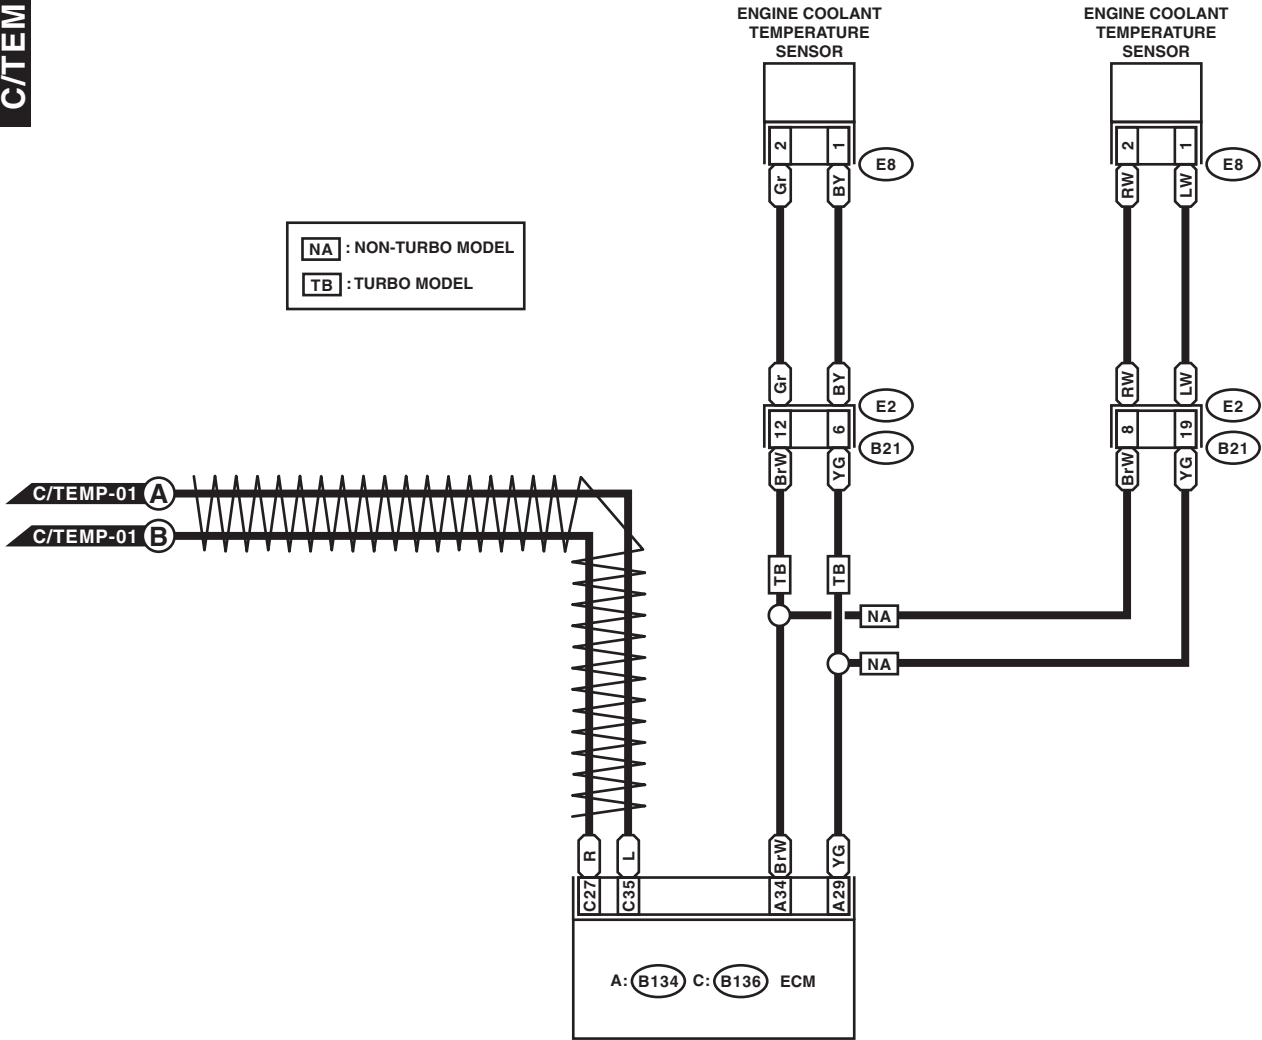 C/TEM
ENGINE COOLANT
TEMPERATURE
SENSOR
ENGINE COOLANT
TEMPERATURE
SENSOR
2 1
E8
2 1
E8
Gr BY
RW LW
NA : NON-TURBO MODEL
TB : TURBO MODEL
Gr BY
RW LW
E2
E2
12 6
8 19
B21
B21
BrW YG
BrW YG
C/TEMP-01 A
C/TEMP-01 B
TB TB
NA
NA
R L BrW YG
C27 C35 A34 A29
A: B134 C: B136 ECM